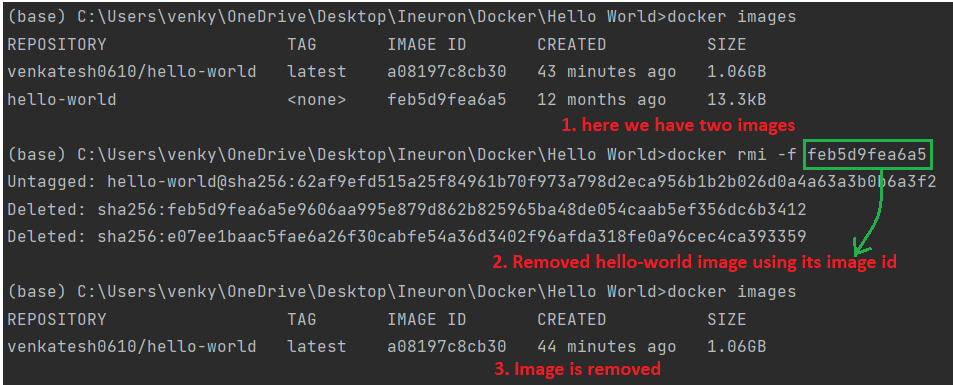 (base) C:\Users\venky\OneDrive\Desktop\Ineuron\Docker\Hello World>docker images
REPOSITORY TAG IMAGE ID CREATED SIZE
venkatesh0610/hello-world latest a08197c8cb30 43 minutes ago 1.06GB
hello-world <none> feb5d9fea6a5 12 months ago 13.3kB
1. here we have two images
(base) C:\Users\venky\OneDrive\Desktop\Ineuron\Docker\Hello World>docker rmi -f feb5d9fea6a5
Untagged: hello-world@sha256:62af9efd515a25f84961b70f973a798d2eca956b1b2b026d0a4a63a3b0b6a3f2
Deleted: sha256:feb5d9fea6a5e9606aa995e879d862b825965ba48de054caab5ef356dc6b3412
Deleted: sha256:e07ee1baac5fae6a26f30cabfe54a36d3402f96afda318fe0a96cec4ca393359
2. Removed hello-world image using its image id
(base) C:\Users\venky\OneDrive\Desktop\Ineuron\Docker\Hello World>docker images
REPOSITORY TAG IMAGE ID CREATED SIZE
venkatesh0610/hello-world latest a08197c8cb30 44 minutes ago 1.06GB
3. Image is removed